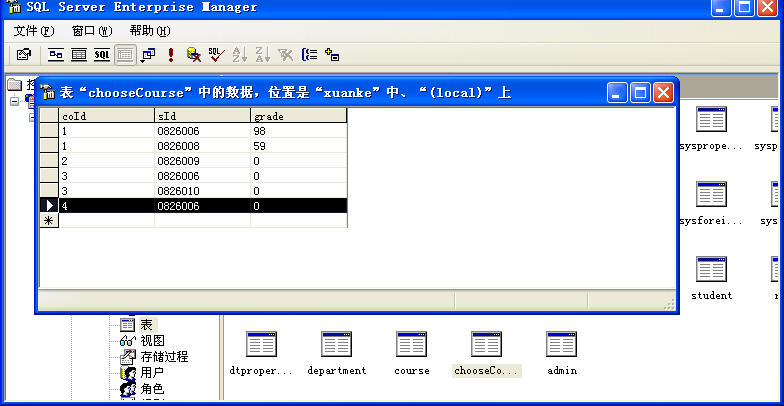 SQL Server Enterprise Manager
文件(F) 窗口(W) 帮助(H)
SQL SQL
表“chooseCourse”中的数据，位置是“xuanke”中、“(local)”上
coId sId grade
1 0826006 98
1 0826008 59
2 0826009 0
3 0826006 0
3 0826010 0
4 0826006 0
sysprope...
sysforei...
student
表
视图
存储过程
用户
角色
dtproper... department course chooseCo... admin